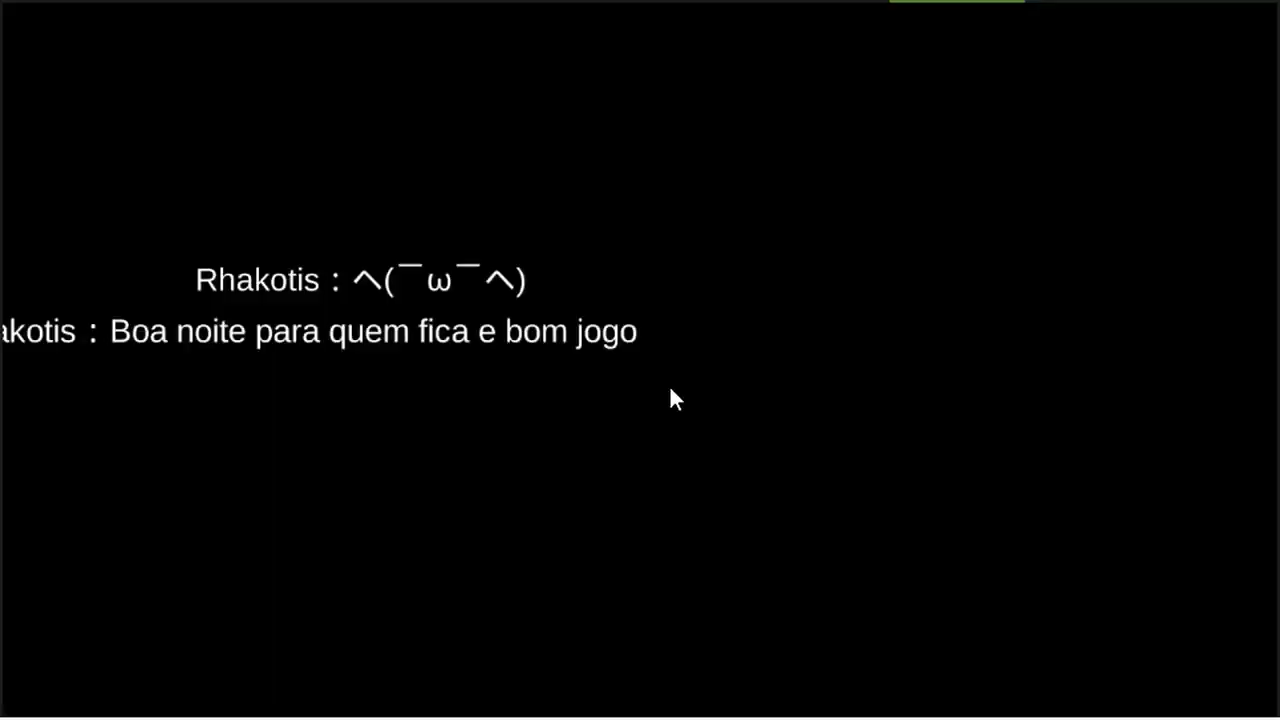 Rhakotis：ヘ(￣ω￣ヘ)
akotis：Boa noite para quem fica e bom jogo